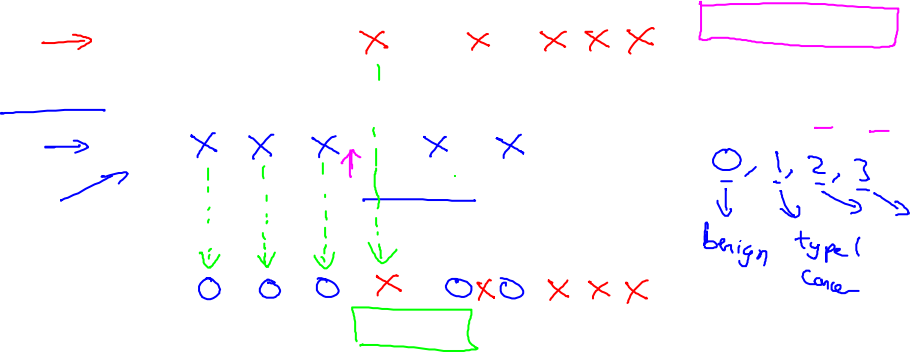 X X X X X
X X X X X
0, 1, 2, 3
benign type 1
cancer
O O O X O X O X X X